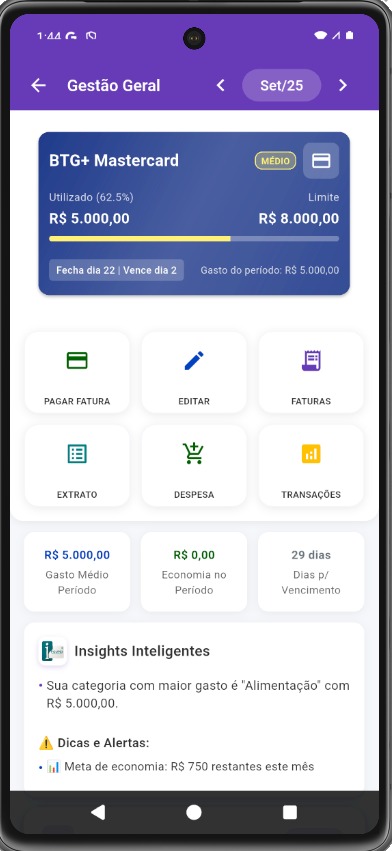 1:44
Gestão Geral
Set/25
BTG+ Mastercard
MÉDIO
Utilizado (62.5%)
Limite
R$ 5.000,00
R$ 8.000,00
Fecha dia 22 | Vence dia 2
Gasto do período: R$ 5.000,00
PAGAR FATURA
EDITAR
FATURAS
EXTRATO
DESPESA
TRANSAÇÕES
R$ 5.000,00
Gasto Médio
Período
R$ 0,00
Economia no
Período
29 dias
Dias p/
Vencimento
Insights Inteligentes
• Sua categoria com maior gasto é "Alimentação" com
R$ 5.000,00.
⚠️ Dicas e Alertas:
• 📊 Meta de economia: R$ 750 restantes este mês